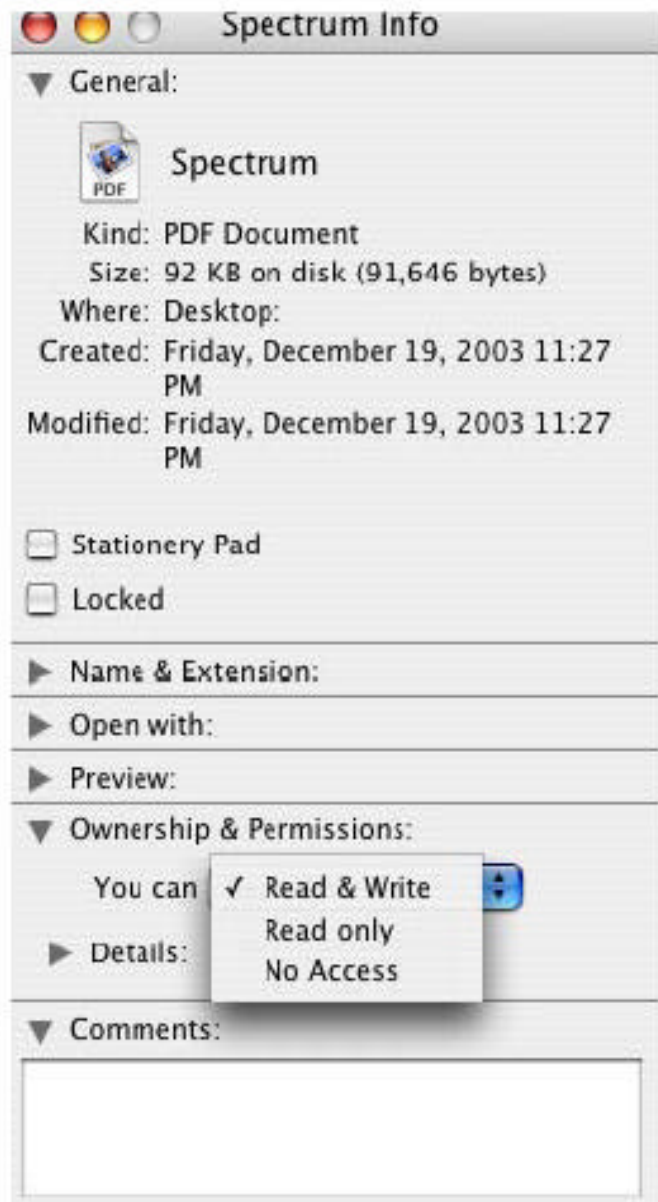 Spectrum Info
General:
PDF
Spectrum
Kind: PDF Document
Size: 92 KB on disk (91,646 bytes)
Where: Desktop:
Created: Friday, December 19, 2003 11:27
PM
Modified: Friday, December 19, 2003 11:27
PM
Stationery Pad
Locked
Name & Extension:
Open with:
Preview:
Ownership & Permissions:
You can ✓ Read & Write
Read only
Details:
No Access
Comments: